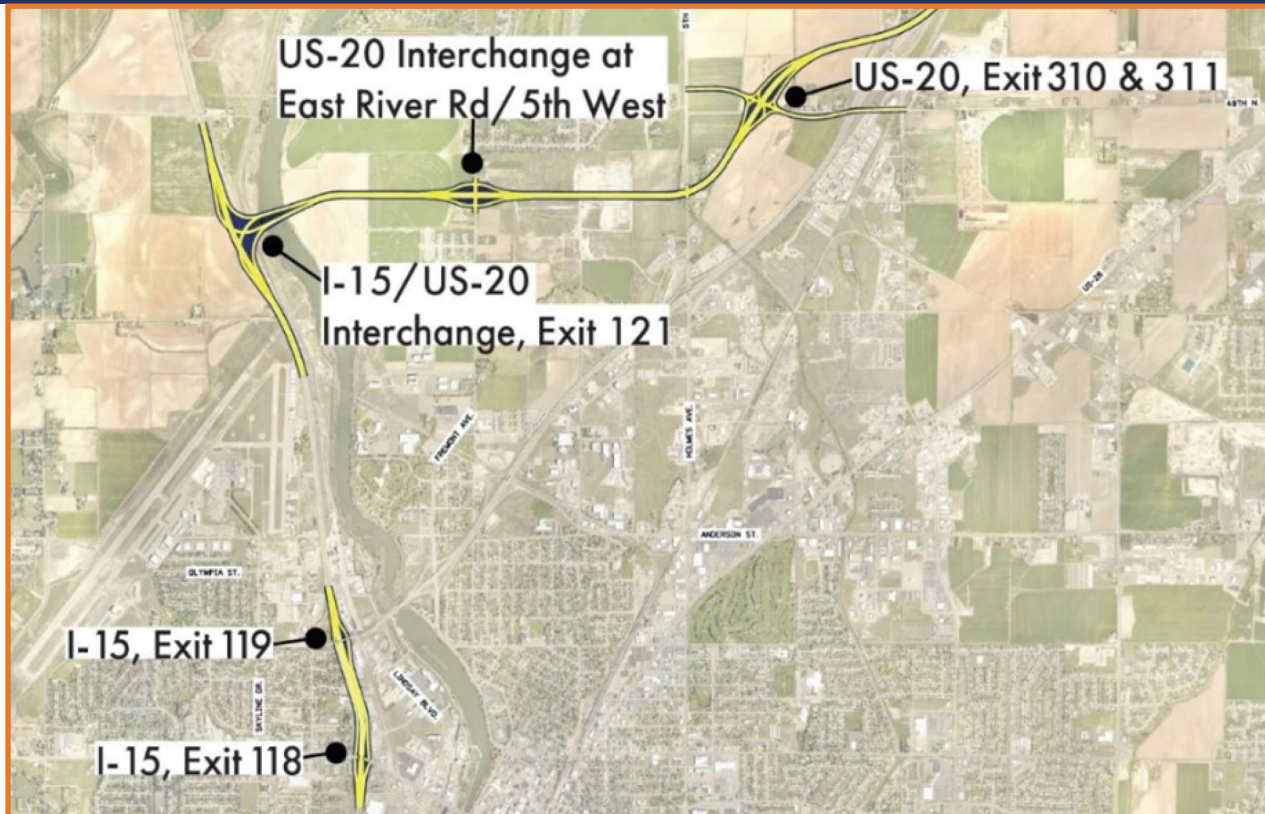 5TH
US-20 Interchange at
East River Rd/5th West
US-20, Exit 310 & 311
49TH N.
I-15/US-20
Interchange, Exit 121
US-26
FREMONT AVE.
HOLMES AVE.
ANDERSON ST.
OLYMPIA ST.
I-15, Exit 119
SKYLINE DR.
LINDSAY BLVD.
I-15, Exit 118